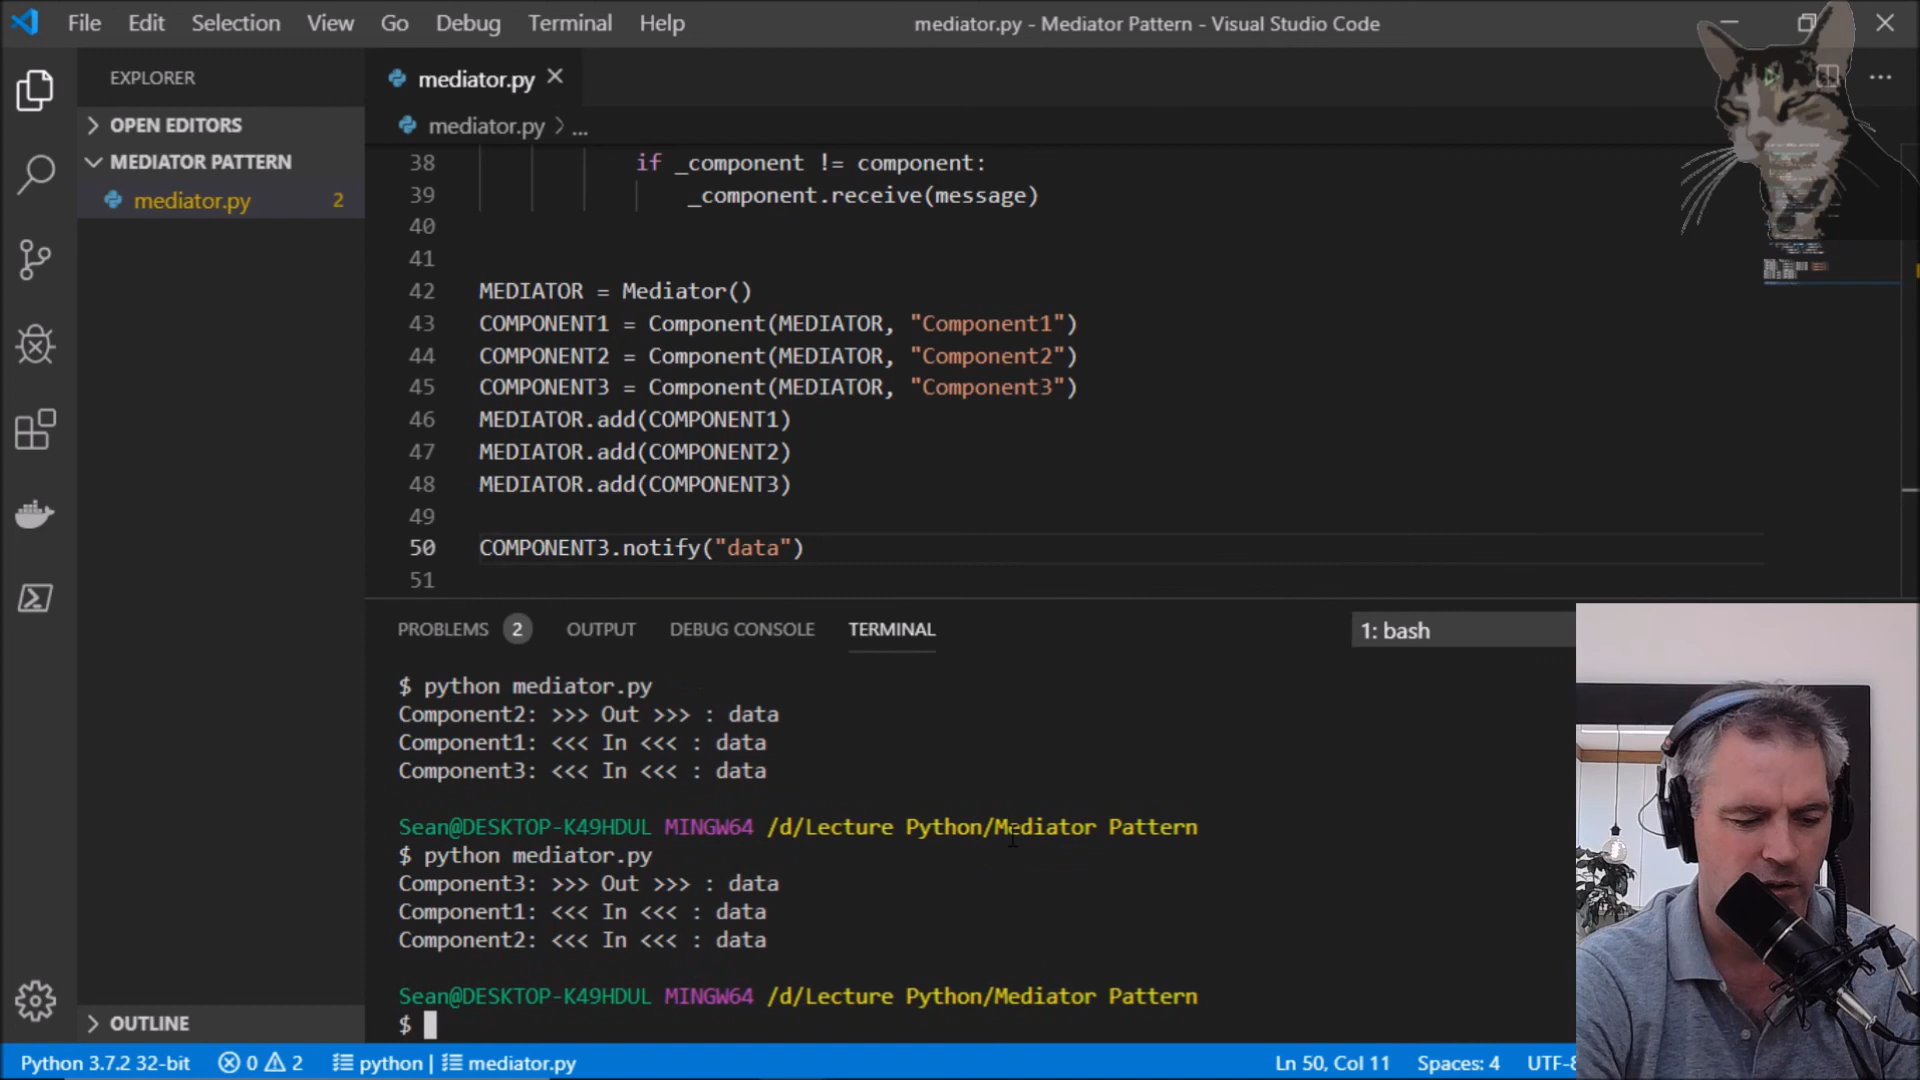 File Edit Selection View Go Debug Terminal Help mediator.py - Mediator Pattern - Visual Studio Code
EXPLORER
OPEN EDITORS
MEDIATOR PATTERN
mediator.py 2
OUTLINE
mediator.py
mediator.py > ...
38 if _component != component:
39 _component.receive(message)
40
41
42 MEDIATOR = Mediator()
43 COMPONENT1 = Component(MEDIATOR, "Component1")
44 COMPONENT2 = Component(MEDIATOR, "Component2")
45 COMPONENT3 = Component(MEDIATOR, "Component3")
46 MEDIATOR.add(COMPONENT1)
47 MEDIATOR.add(COMPONENT2)
48 MEDIATOR.add(COMPONENT3)
49
50 COMPONENT3.notify("data")
51
PROBLEMS 2 OUTPUT DEBUG CONSOLE TERMINAL 1: bash
$ python mediator.py
Component2: >>> Out >>> : data
Component1: <<< In <<< : data
Component3: <<< In <<< : data
Sean@DESKTOP-K49HDUL MINGW64 /d/Lecture Python/Mediator Pattern
$ python mediator.py
Component3: >>> Out >>> : data
Component1: <<< In <<< : data
Component2: <<< In <<< : data
Sean@DESKTOP-K49HDUL MINGW64 /d/Lecture Python/Mediator Pattern
$
Python 3.7.2 32-bit 0 2 python | mediator.py Ln 50, Col 11 Spaces: 4 UTF-8